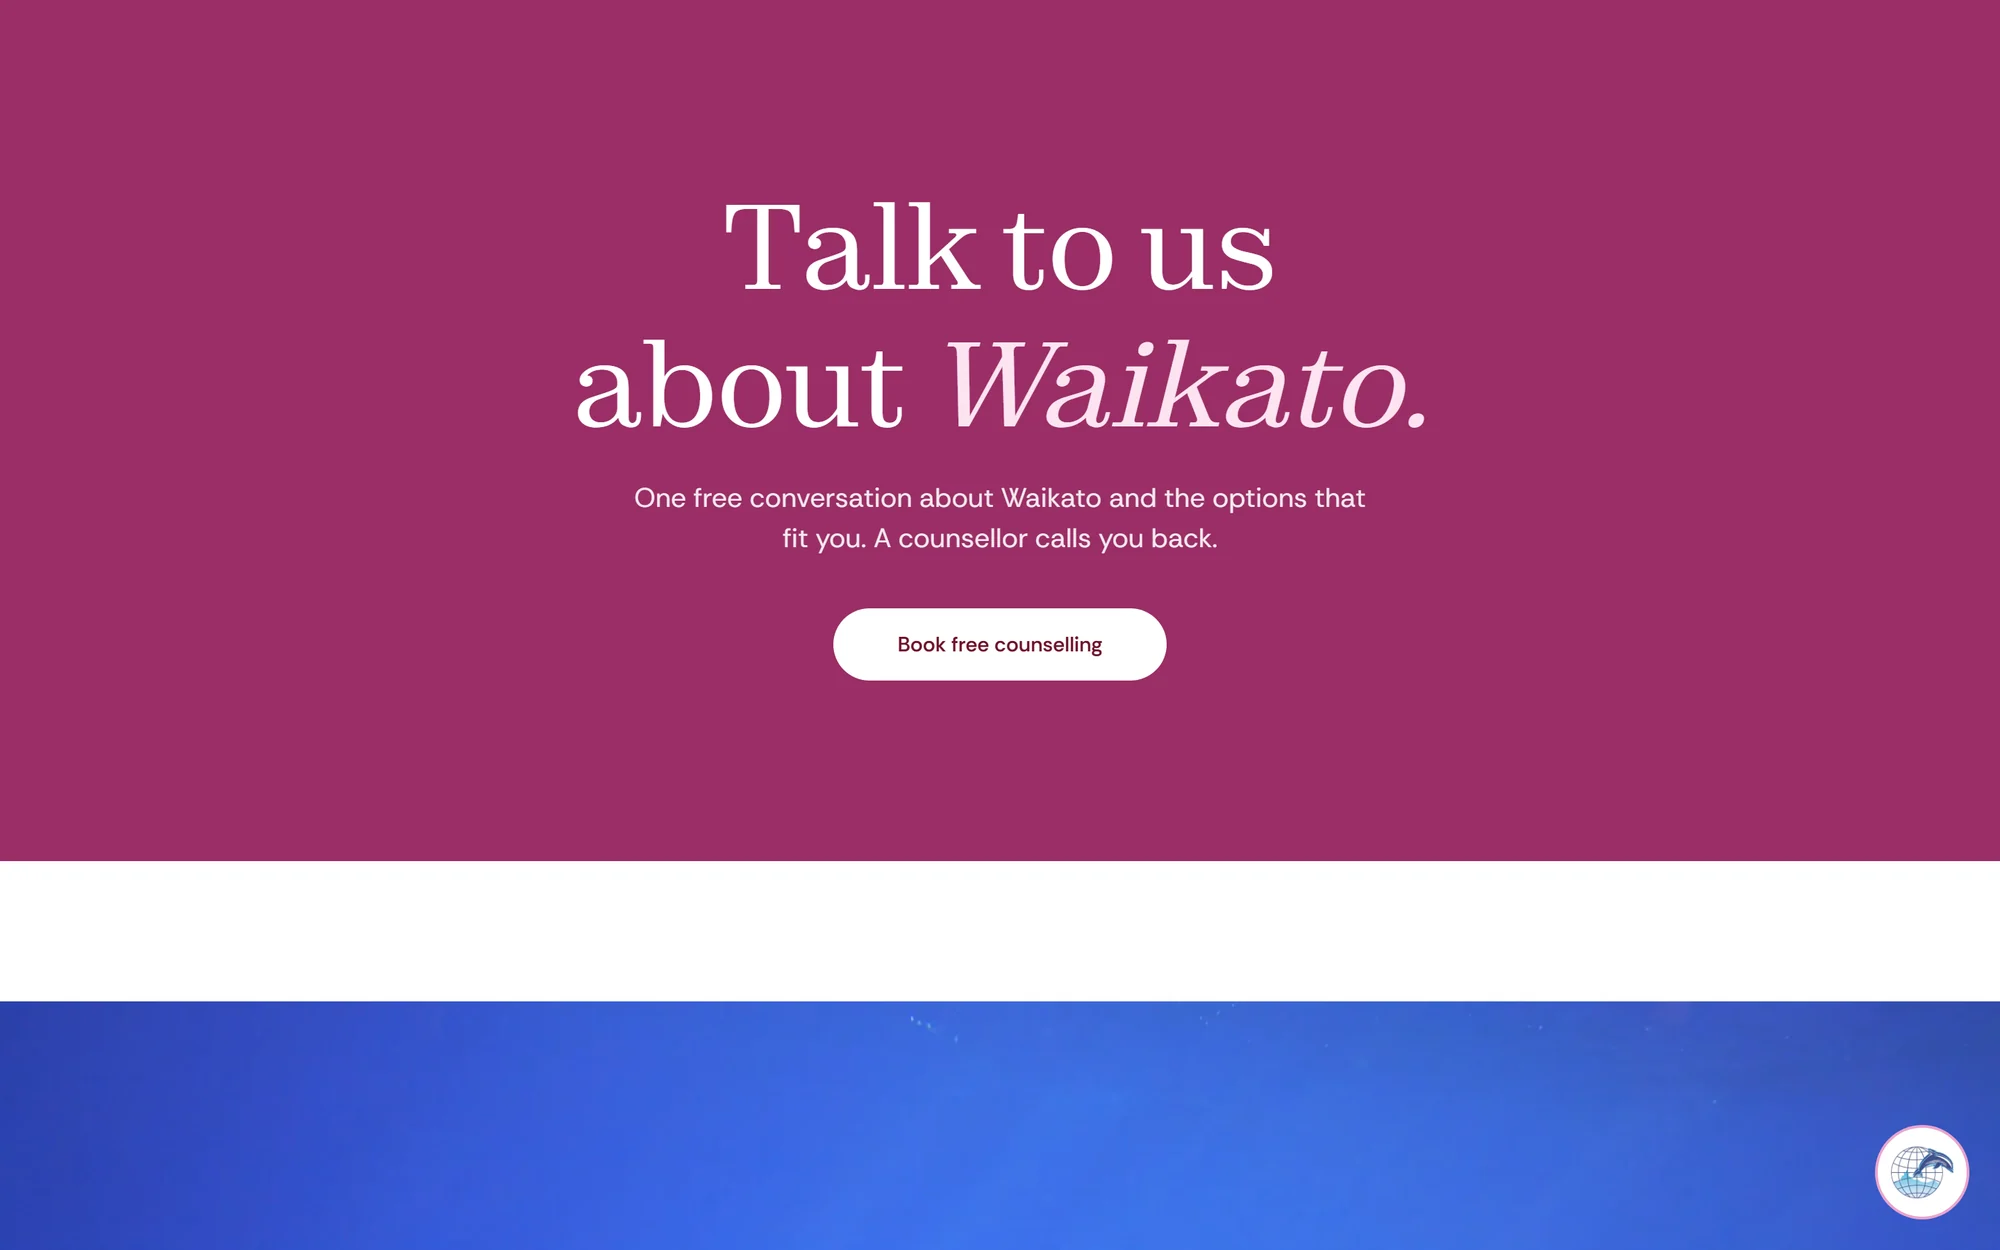 Talk to us
about Waikato.
One free conversation about Waikato and the options that
fit you. A counsellor calls you back.
Book free counselling